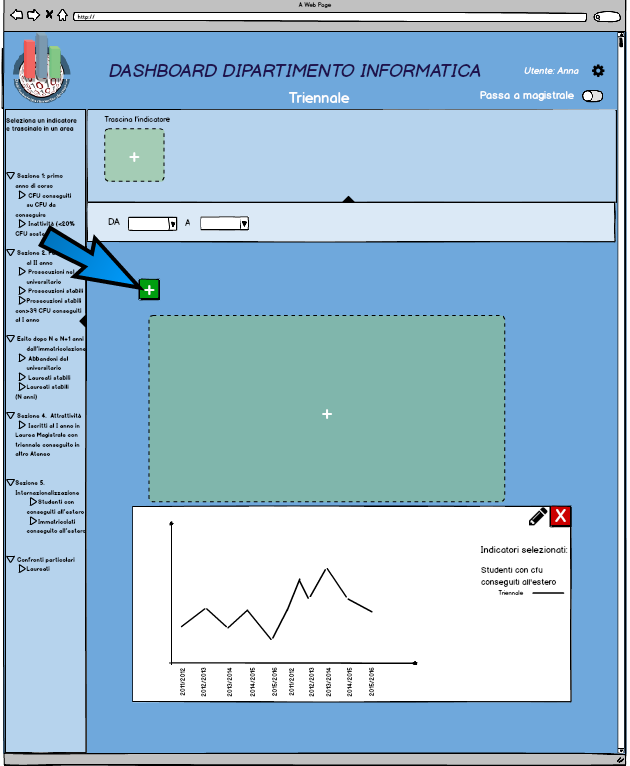 A Web Page
http://
DASHBOARD DIPARTIMENTO INFORMATICA
Utente: Anna
Triennale
Passa a magistrale
Seleziona un indicatore
e trascinalo in un area
Trascina l'indicatore
+
Sezione 1: primo
anno di corso
CFU conseguiti
su CFU da
conseguire
Inattività (<20%
CFU
DA
A
Sezione 2.
al II anno
Prosecuzioni nel
universitario
Prosecuzioni stabili
Prosecuzioni stabili
con>39 CFU conseguiti
al I anno
+
Esito dopo N e N+1 anni
dall'immatricolazione
Abbandoni del
universitario
Laureati stabili
Laureati stabili
(N anni)
+
Sezione 4. Attrattività
Iscritti al I anno in
Laurea Magistrale con
triennale conseguito in
altro Ateneo
Sezione 5.
Internazionalizzazione
Studenti con
conseguiti all'estero
Immatricolati
conseguito all'estero
Confronti particolari
Laureati
X
Indicatori selezionati:
Studenti con cfu
conseguiti all'estero
Triennale
2011/2012
2012/2013
2013/2014
2014/2015
2015/2016
2011/2012
2012/2013
2013/2014
2014/2015
2015/2016